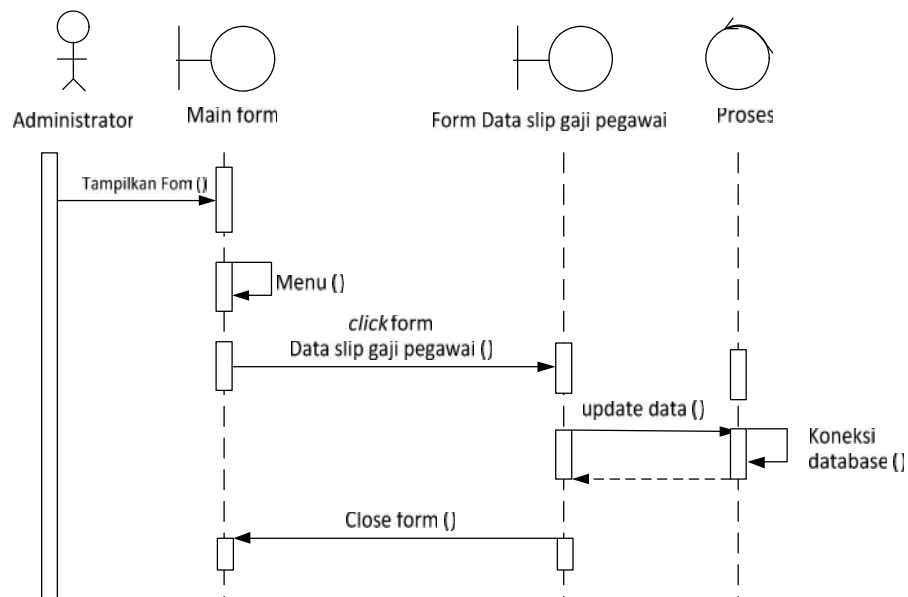 Administrator
Main form
Form Data slip gaji pegawai
Proses
Tampilkan Fom ()
Menu ()
click form
Data slip gaji pegawai ()
update data ()
Koneksi
database ()
Close form ()